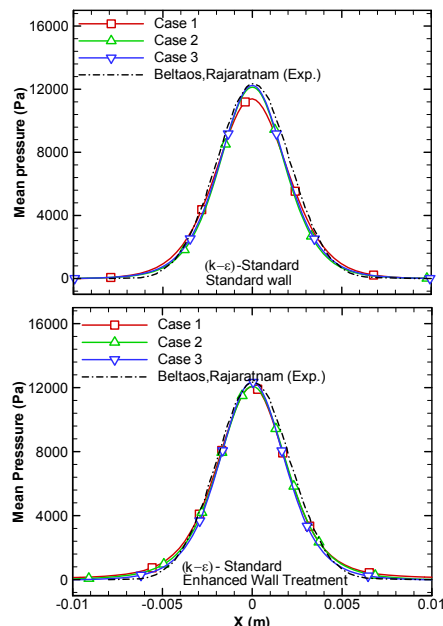 16000
12000
8000
4000
0
Mean pressure (Pa)
Case 1
Case 2
Case 3
Beltaos,Rajaratnam (Exp.)
(k−ε)-Standard
Standard wall
16000
12000
8000
4000
0
Mean Presssure (Pa)
Case 1
Case 2
Case 3
Beltaos,Rajaratnam (Exp.)
(k−ε) - Standard
Enhanced Wall Treatment
-0.01 -0.005 0 0.005 0.01
X (m)